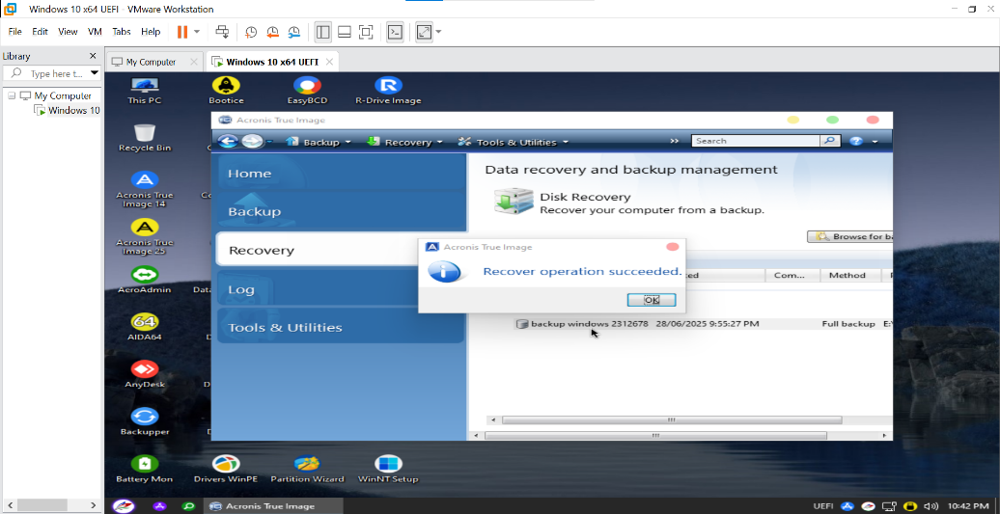 Windows 10 x64 UEFI - VMware Workstation
File Edit View VM Tabs Help
Library
Type here t...
My Computer
Windows 10
My Computer
Windows 10 x64 UEFI
This PC
Bootice
EasyBCD
R-Drive Image
Recycle Bin
Acronis True
Image 14
Acronis True
Image 25
AeroAdmin
AIDA64
AnyDesk
Backupper
Battery Mon
Drivers WinPE
Partition Wizard
WinNT Setup
Acronis True Image
Backup
Recovery
Tools & Utilities
Search
Home
Backup
Recovery
Log
Tools & Utilities
Data recovery and backup management
Disk Recovery
Recover your computer from a backup.
Browse for ba
Com...
Method
Acronis True Image
Recover operation succeeded.
OK
backup windows 2312678 28/06/2025 9:55:27 PM Full backup E:\
Acronis True Image
UEFI
10:42 PM